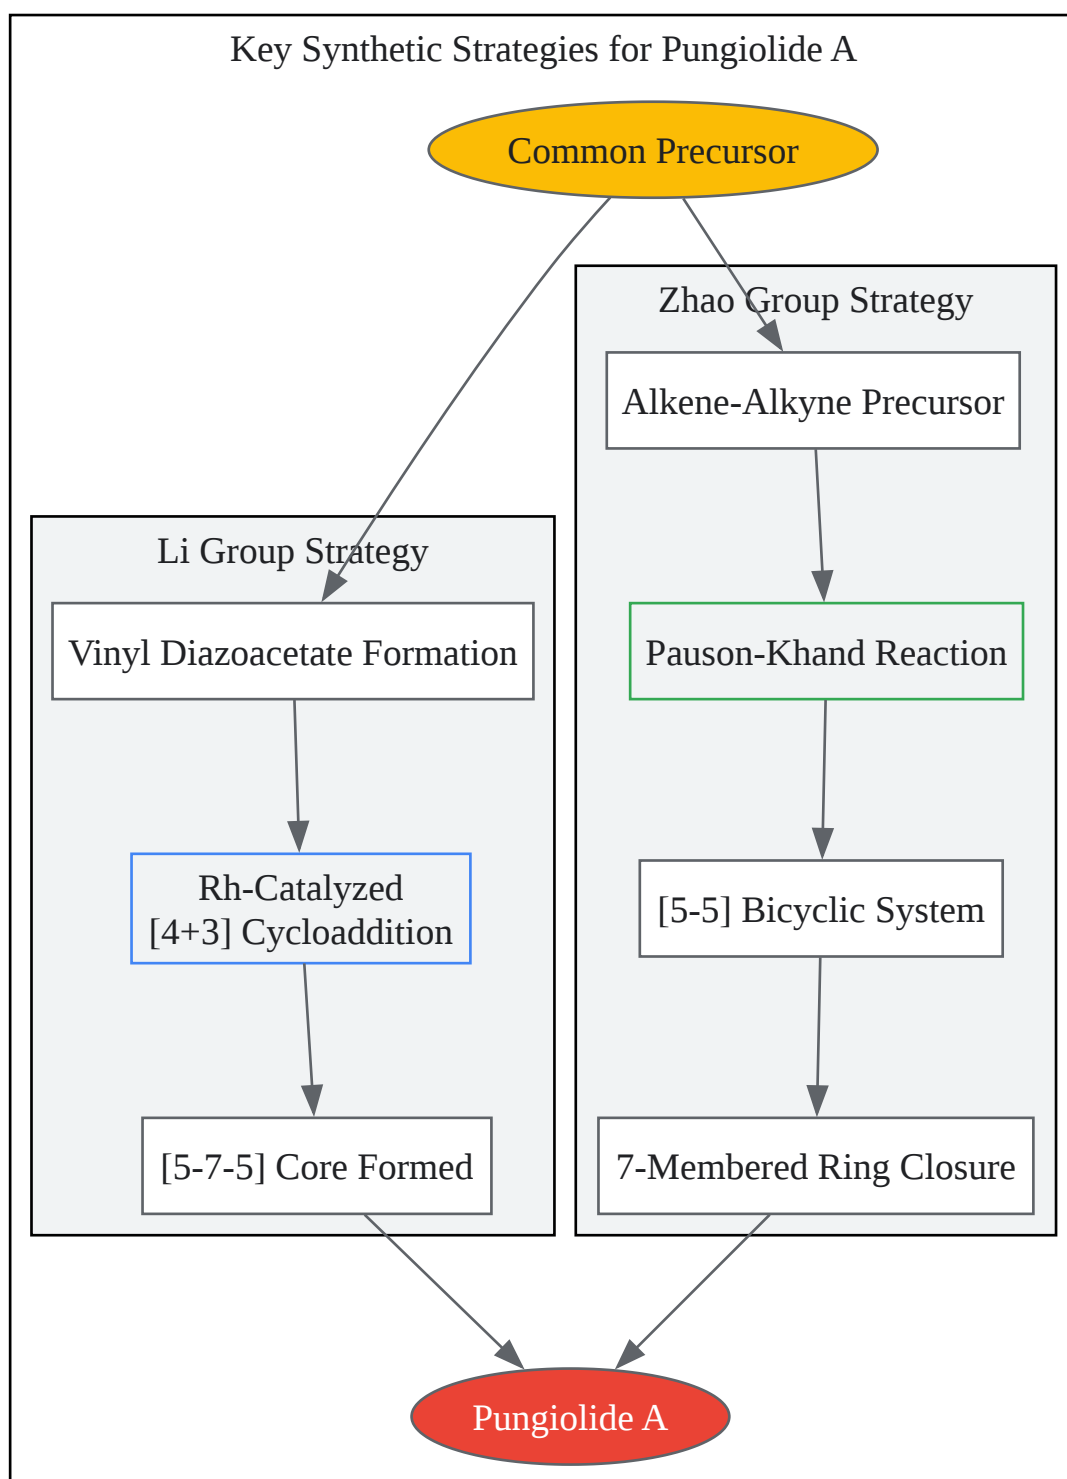 Key Synthetic Strategies for Pungiolide A
Common Precursor
Zhao Group Strategy
Alkene-Alkyne Precursor
Li Group Strategy
Vinyl Diazoacetate Formation
Pauson-Khand Reaction
Rh-Catalyzed
[4+3] Cycloaddition
[5-5] Bicyclic System
[5-7-5] Core Formed
7-Membered Ring Closure
Pungiolide A